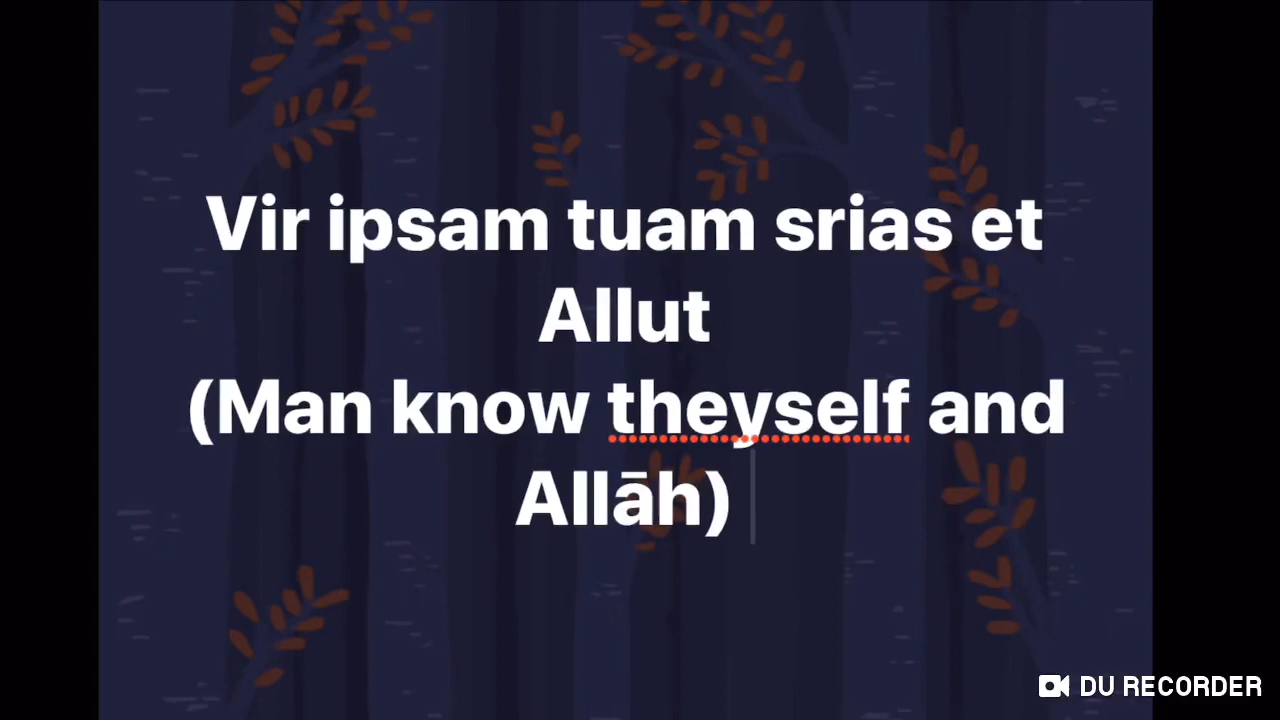 Vir ipsam tuam srias et
Allut
(Man know theyself and
Allāh)
DU RECORDER